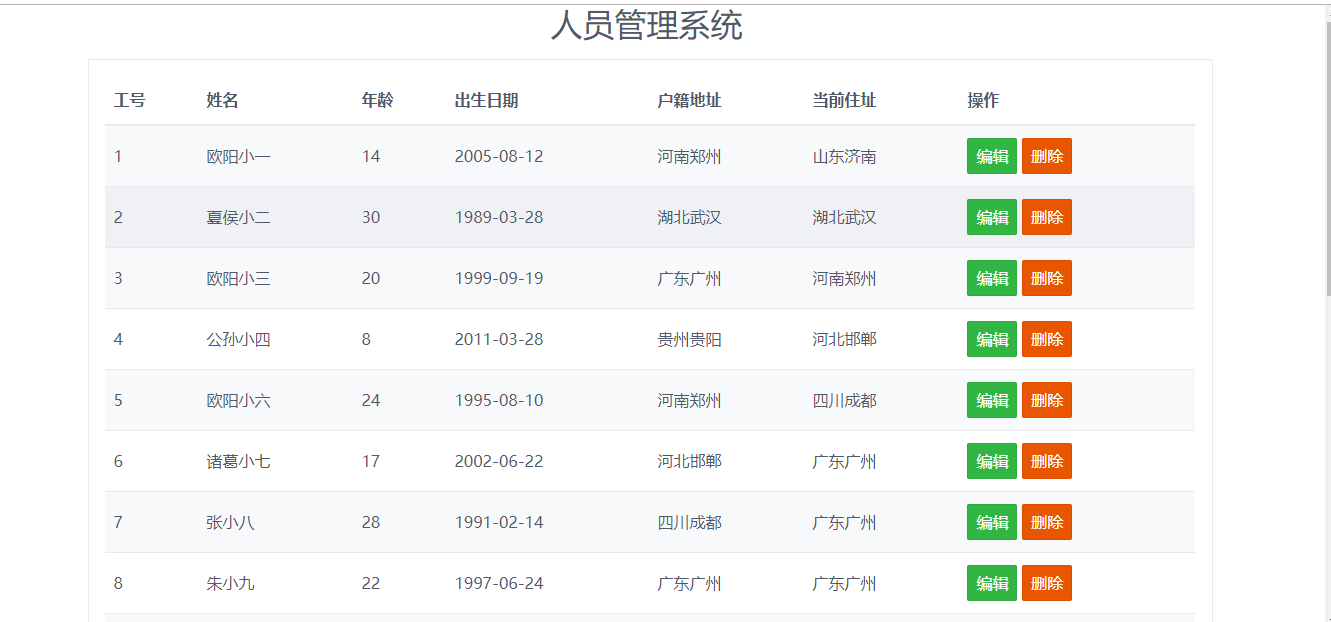 人员管理系统
工号 姓名 年龄 出生日期 户籍地址 当前住址 操作
1 欧阳小一 14 2005-08-12 河南郑州 山东济南 编辑 删除
2 夏侯小二 30 1989-03-28 湖北武汉 湖北武汉 编辑 删除
3 欧阳小三 20 1999-09-19 广东广州 河南郑州 编辑 删除
4 公孙小四 8 2011-03-28 贵州贵阳 河北邯郸 编辑 删除
5 欧阳小六 24 1995-08-10 河南郑州 四川成都 编辑 删除
6 诸葛小七 17 2002-06-22 河北邯郸 广东广州 编辑 删除
7 张小八 28 1991-02-14 四川成都 广东广州 编辑 删除
8 朱小九 22 1997-06-24 广东广州 广东广州 编辑 删除